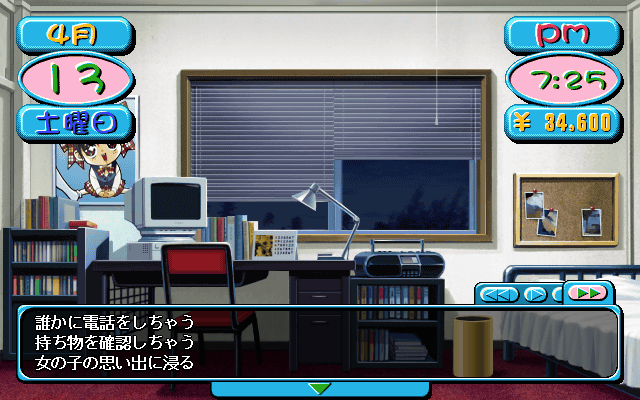 4月
13
土曜日
pm
7:25
¥ 34,600
誰かに電話をしちゃう
持ち物を確認しちゃう
女の子の思い出に浸る